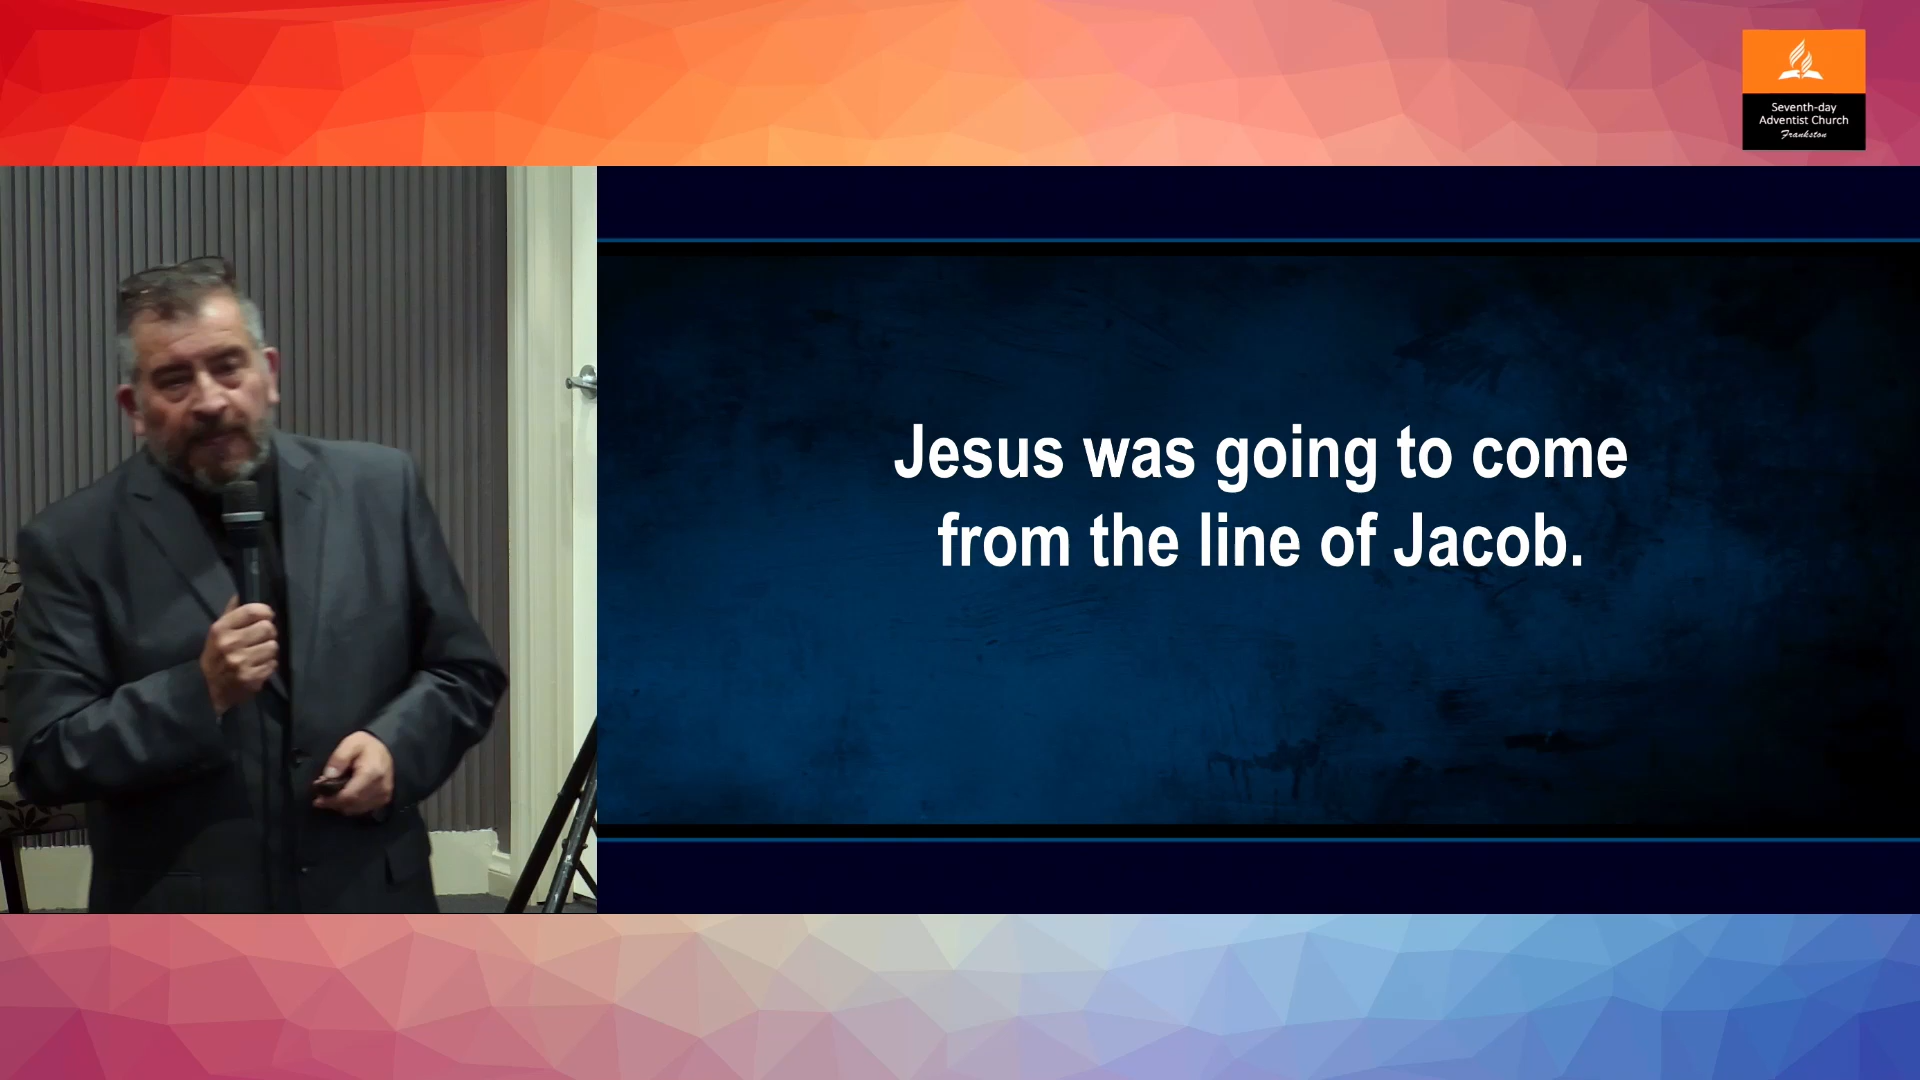 Seventh-day
Adventist Church
Frankston
Jesus was going to come
from the line of Jacob.